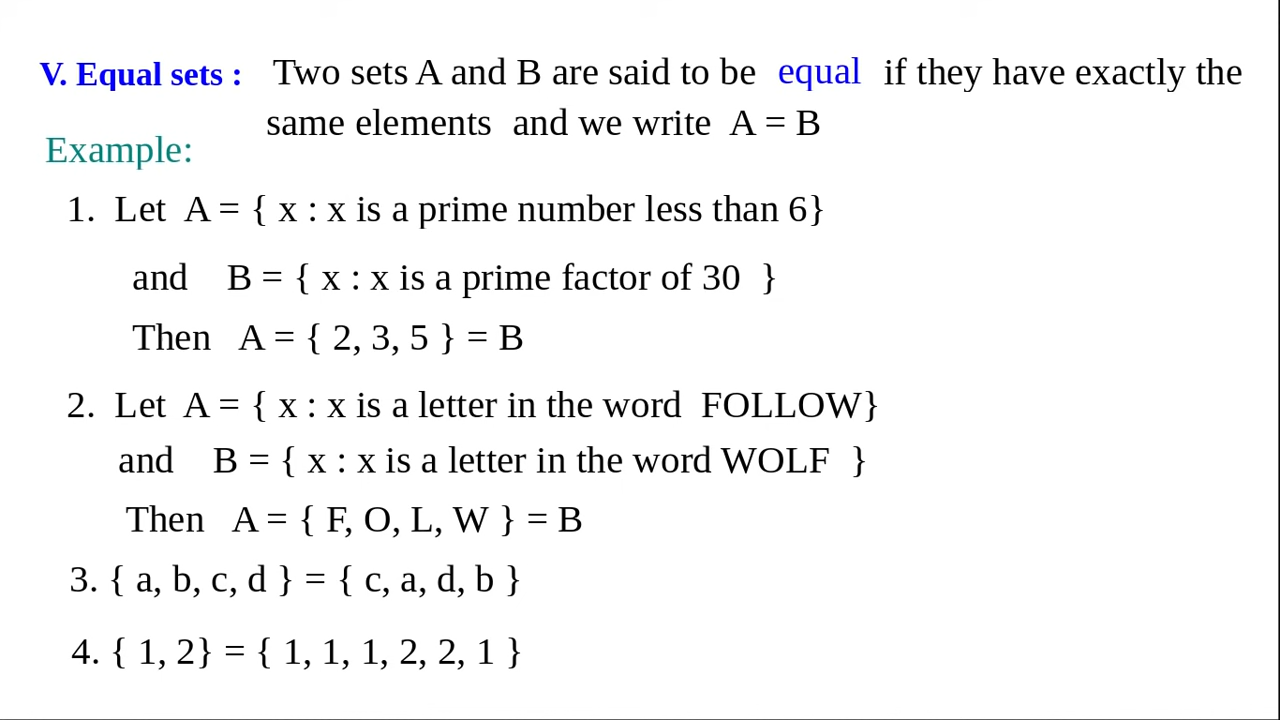 V. Equal sets : Two sets A and B are said to be equal if they have exactly the
same elements and we write A = B
Example:
1. Let A = { x : x is a prime number less than 6}
and B = { x : x is a prime factor of 30 }
Then A = { 2, 3, 5 } = B
2. Let A = { x : x is a letter in the word FOLLOW}
and B = { x : x is a letter in the word WOLF }
Then A = { F, O, L, W } = B
3. { a, b, c, d } = { c, a, d, b }
4. { 1, 2} = { 1, 1, 1, 2, 2, 1 }